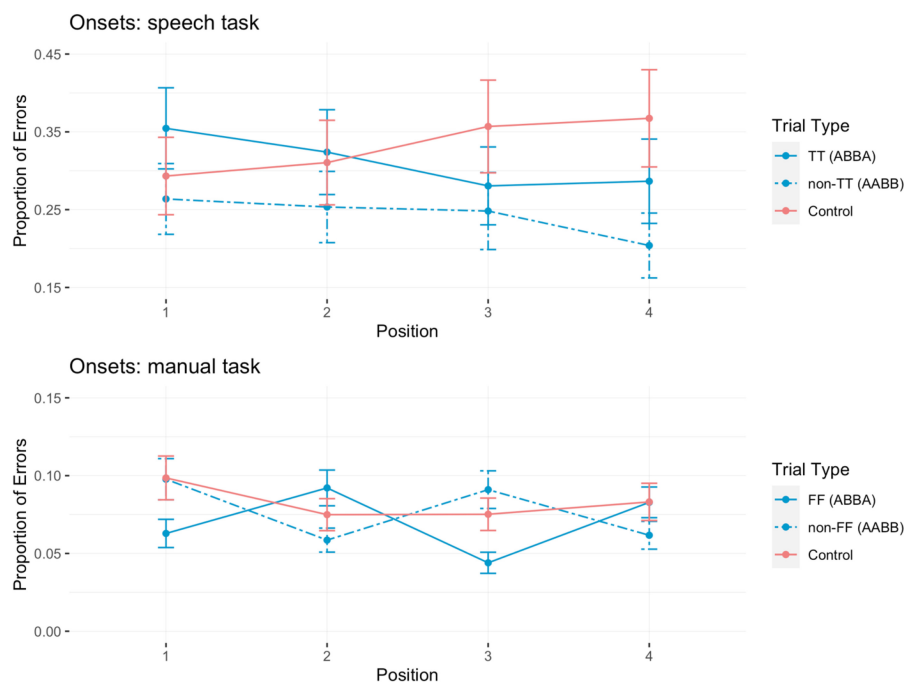 Onsets: speech task
0.45
0.35
0.25
0.15
Proportion of Errors
1 2 3 4
Position
Trial Type
TT (ABBA)
non-TT (AABB)
Control
Onsets: manual task
0.15
0.10
0.05
0.00
Proportion of Errors
1 2 3 4
Position
Trial Type
FF (ABBA)
non-FF (AABB)
Control